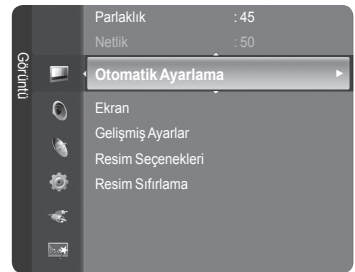 Görüntü
Parlaklık : 45
Netlik : 50
Otomatik Ayarlama
Ekran
Gelişmiş Ayarlar
Resim Seçenekleri
Resim Sıfırlama